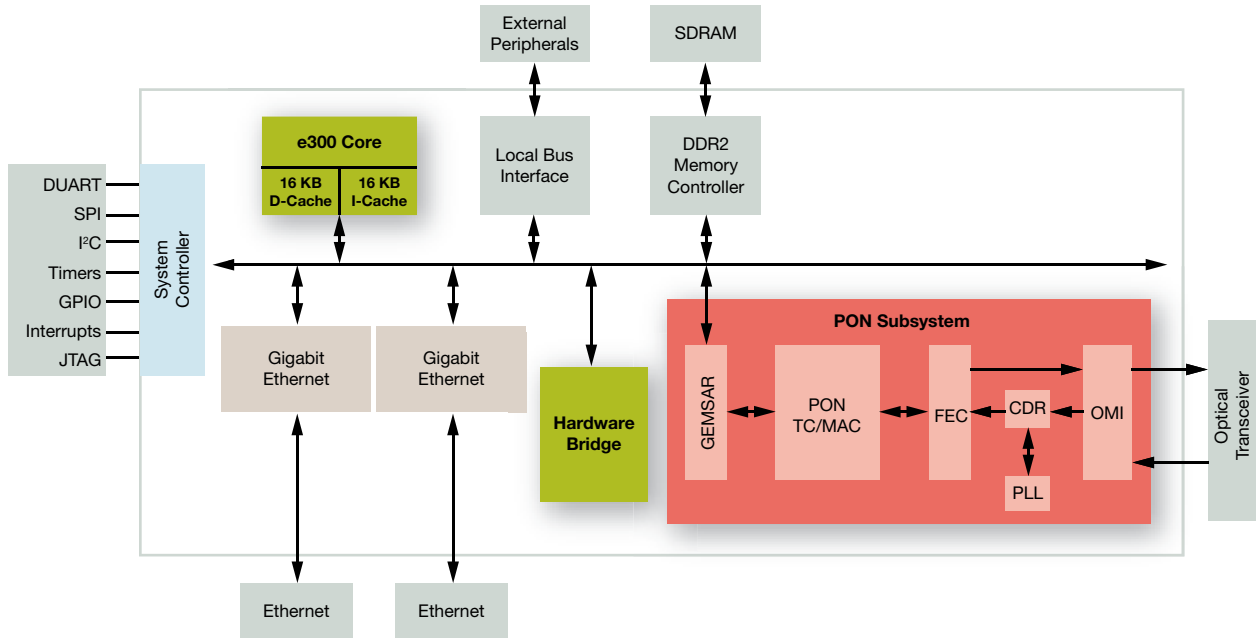 External
Peripherals
SDRAM
e300 Core
16 KB
D-Cache
16 KB
I-Cache
Local Bus
Interface
DDR2
Memory
Controller
DUART
SPI
I²C
Timers
GPIO
Interrupts
JTAG
System
Controller
Gigabit
Ethernet
Gigabit
Ethernet
Hardware
Bridge
PON Subsystem
GEMSAR
PON
TC/MAC
FEC
CDR
PLL
OMI
Optical
Transceiver
Ethernet
Ethernet